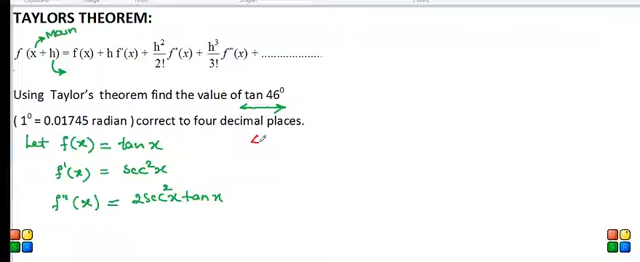 TAYLORS THEOREM:
Main
f (x + h) = f (x) + h f'(x) + h²/2! f''(x) + h³/3! f'''(x) + .....................
Using Taylor's theorem find the value of tan 46⁰
( 1⁰ = 0.01745 radian ) correct to four decimal places.
Let f(x) = tan x
f'(x) = sec²x
f''(x) = 2sec²x tan x